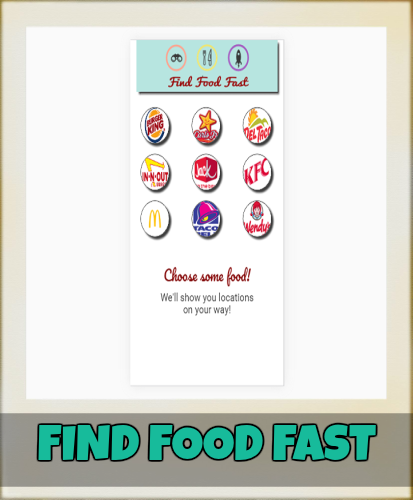 Find Food Fast
BURGER KING
Carl's Jr.
DEL TACO
IN-N-OUT
Jack
IN THE BOX
KFC
Wendy's
TACO
BELL
Choose some food!
We'll show you locations
on your way!
FIND FOOD FAST